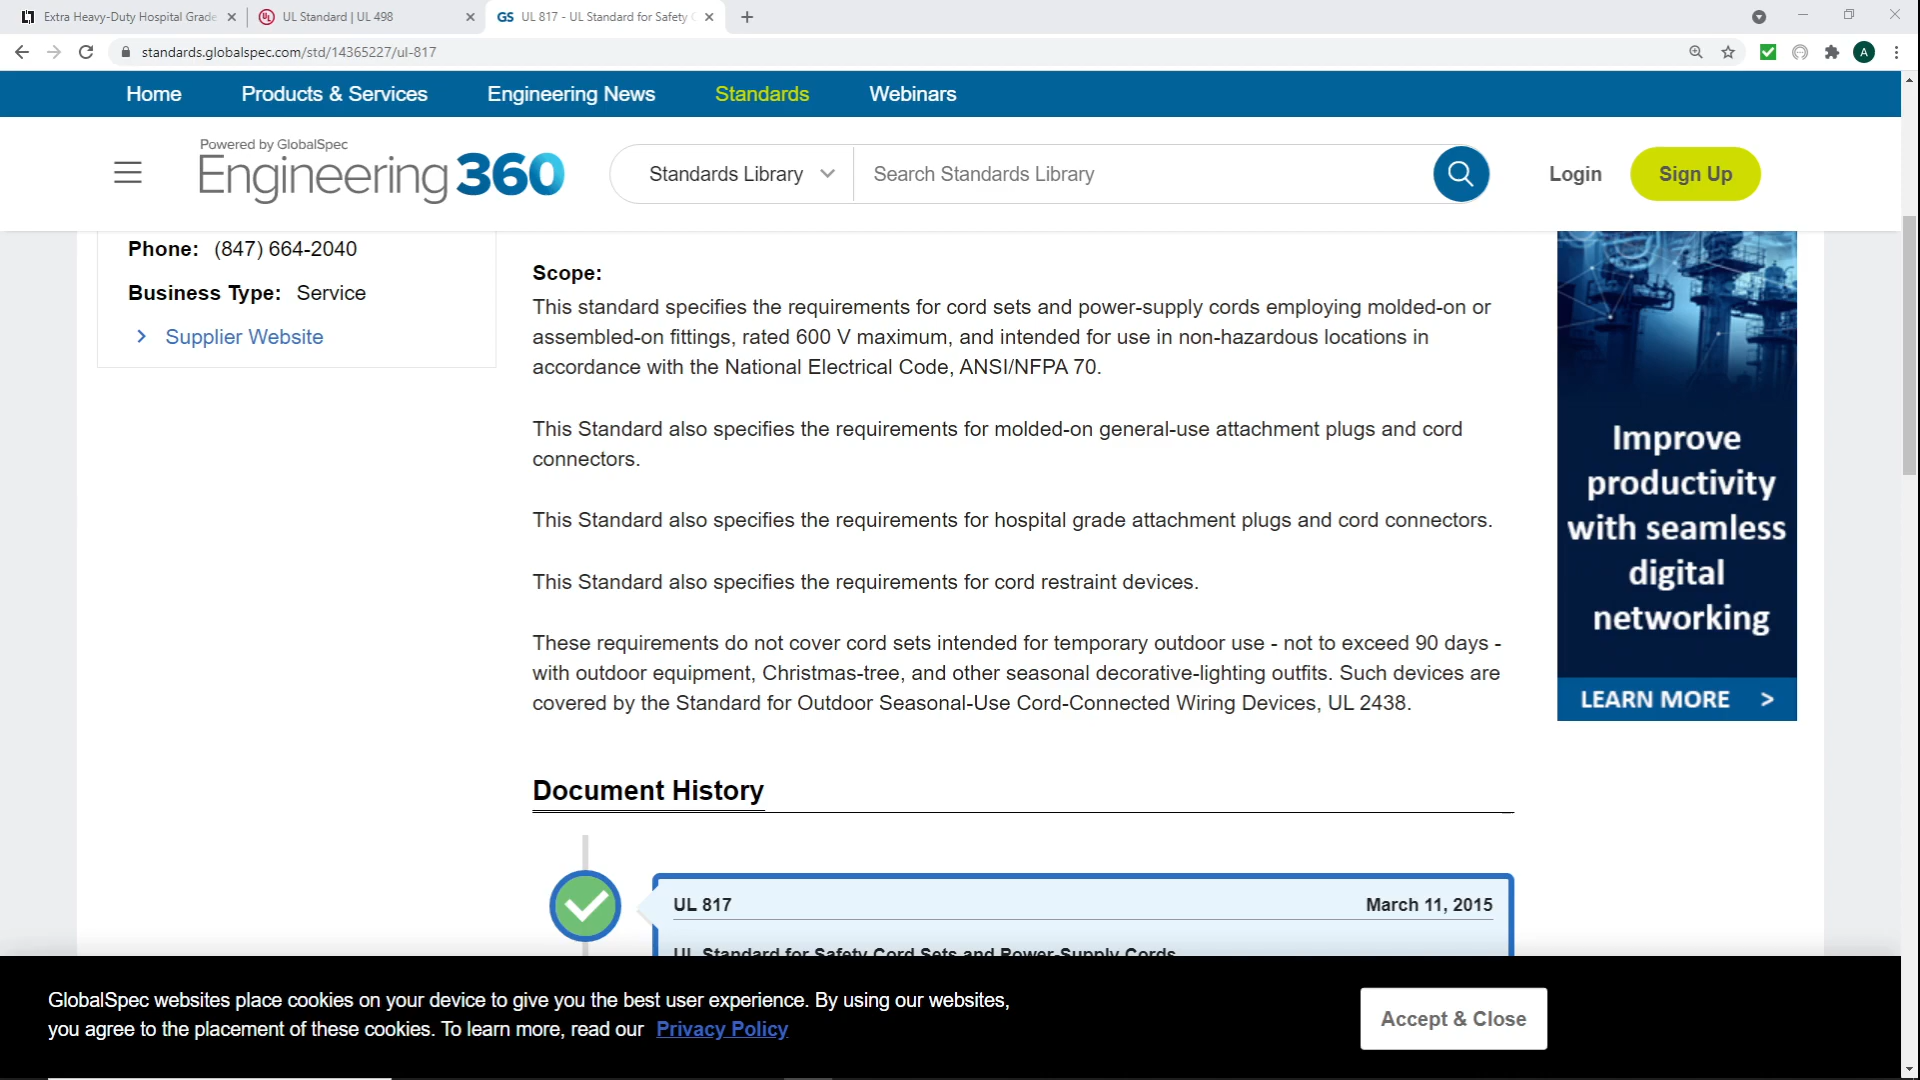 Extra Heavy-Duty Hospital Grade
UL Standard | UL 498
GS UL 817 - UL Standard for Safety
standards.globalspec.com/std/14365227/ul-817
A
Home Products & Services Engineering News Standards Webinars
Powered by GlobalSpec
Engineering 360
Standards Library Search Standards Library
Login Sign Up
Phone: (847) 664-2040
Business Type: Service
Supplier Website
Scope:
This standard specifies the requirements for cord sets and power-supply cords employing molded-on or
assembled-on fittings, rated 600 V maximum, and intended for use in non-hazardous locations in
accordance with the National Electrical Code, ANSI/NFPA 70.
This Standard also specifies the requirements for molded-on general-use attachment plugs and cord
connectors.
This Standard also specifies the requirements for hospital grade attachment plugs and cord connectors.
This Standard also specifies the requirements for cord restraint devices.
These requirements do not cover cord sets intended for temporary outdoor use - not to exceed 90 days -
with outdoor equipment, Christmas-tree, and other seasonal decorative-lighting outfits. Such devices are
covered by the Standard for Outdoor Seasonal-Use Cord-Connected Wiring Devices, UL 2438.
Improve
productivity
with seamless
digital
networking
LEARN MORE >
Document History
UL 817 March 11, 2015
UL Standard for Safety Cord Sets and Power-Supply Cords
GlobalSpec websites place cookies on your device to give you the best user experience. By using our websites,
you agree to the placement of these cookies. To learn more, read our Privacy Policy
Accept & Close